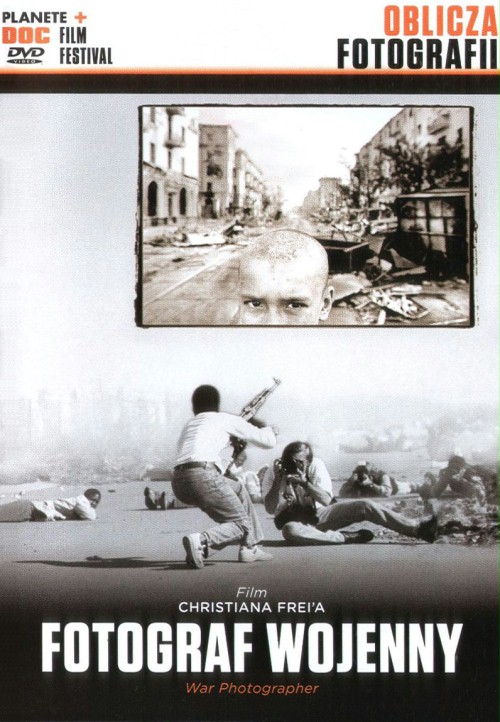 PLANETE +
DOC FILM
DVD FESTIVAL
VIDEO
OBLICZA
FOTOGRAFII
Film
CHRISTIANA FREI'A
FOTOGRAF WOJENNY
War Photographer